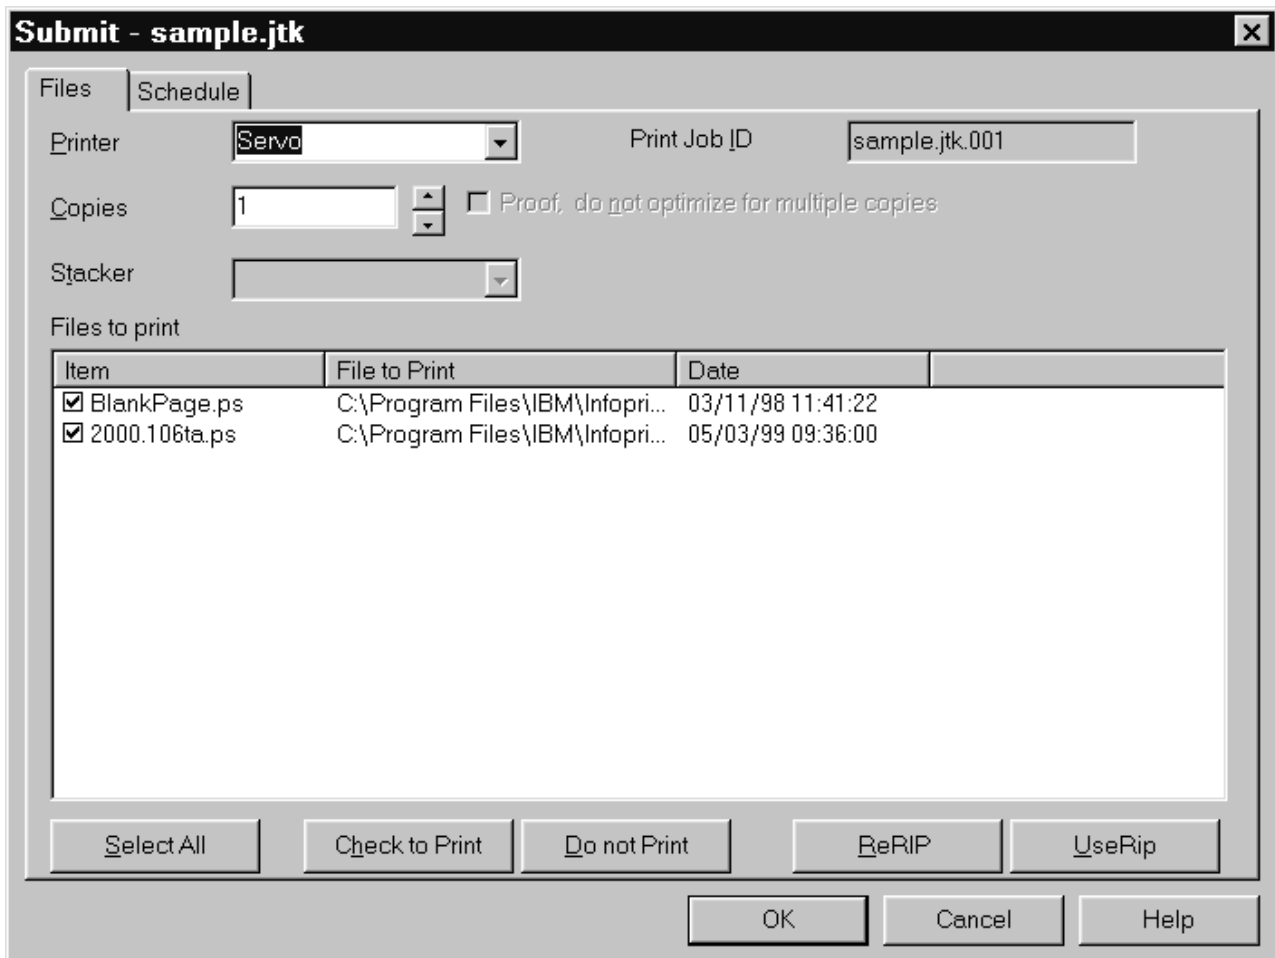 Submit - sample.jtk
Files Schedule
Printer Servo Print Job ID sample.jtk.001
Copies 1 Proof, do not optimize for multiple copies
Stacker
Files to print
Item File to Print Date
BlankPage.ps C:\Program Files\IBM\Infopri... 03/11/98 11:41:22
2000.106ta.ps C:\Program Files\IBM\Infopri... 05/03/99 09:36:00
Select All Check to Print Do not Print ReRIP UseRip
OK Cancel Help